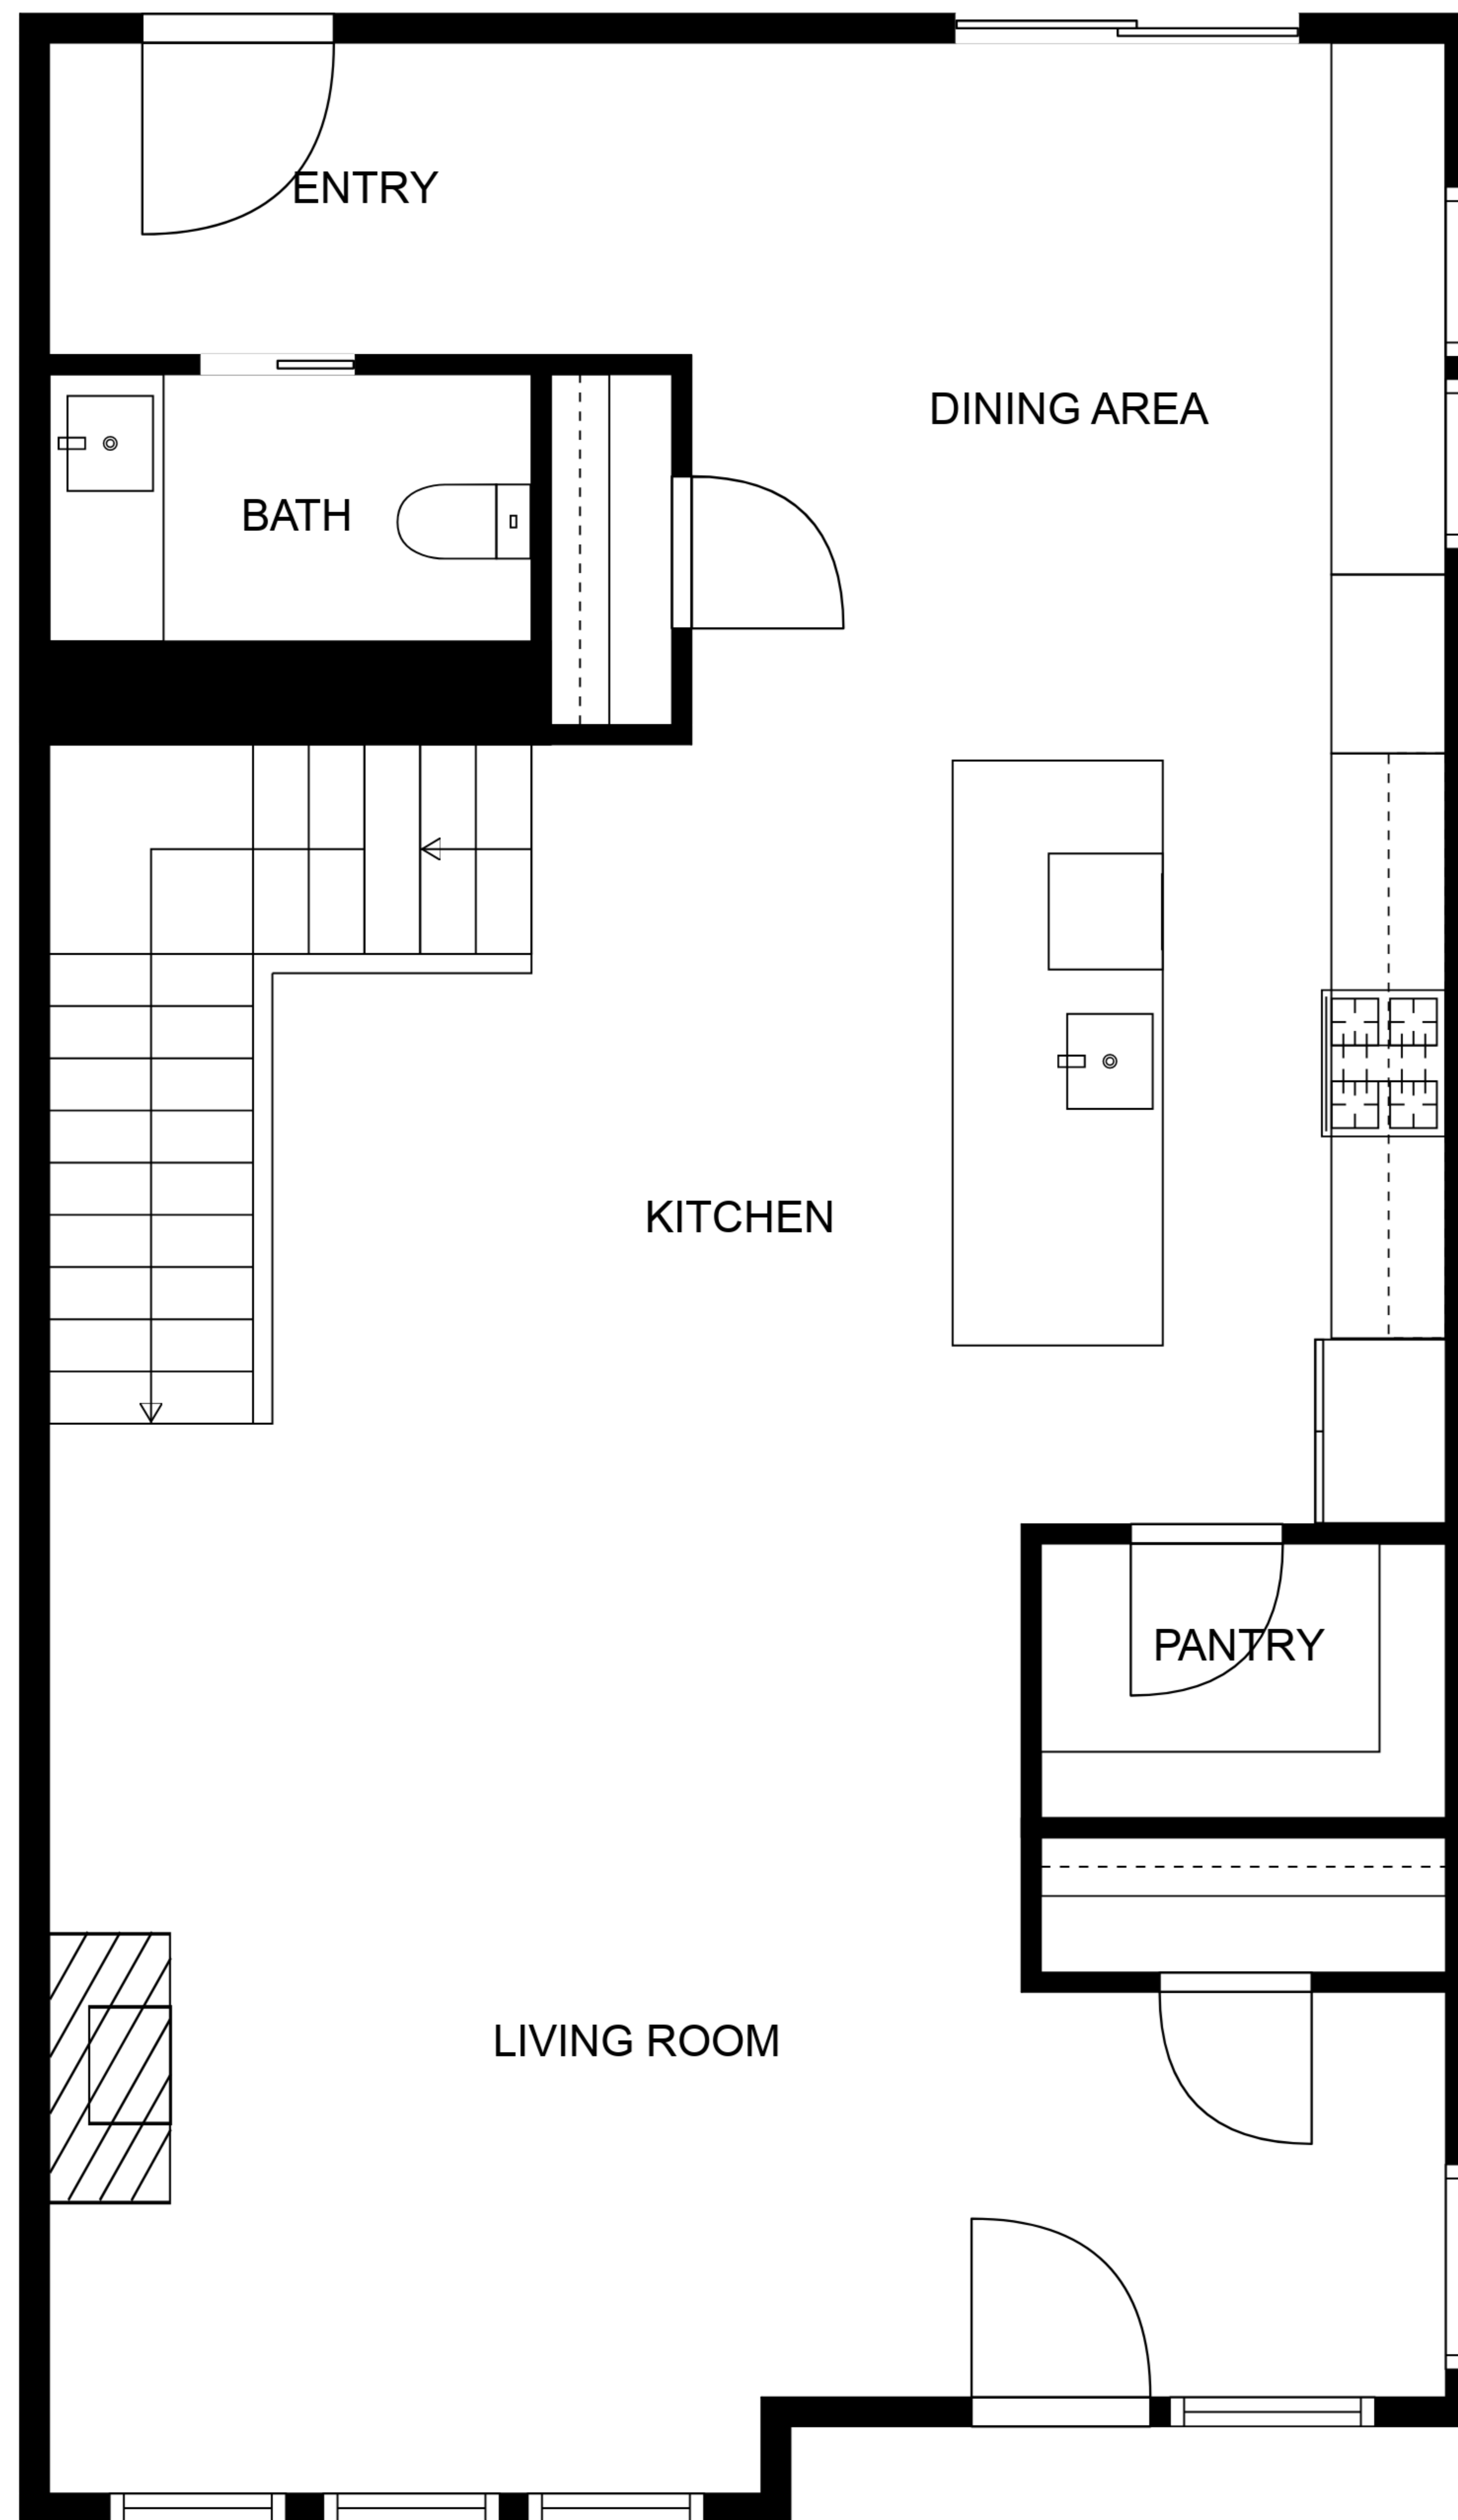 ENTRY
DINING AREA
BATH
KITCHEN
PANTRY
LIVING ROOM